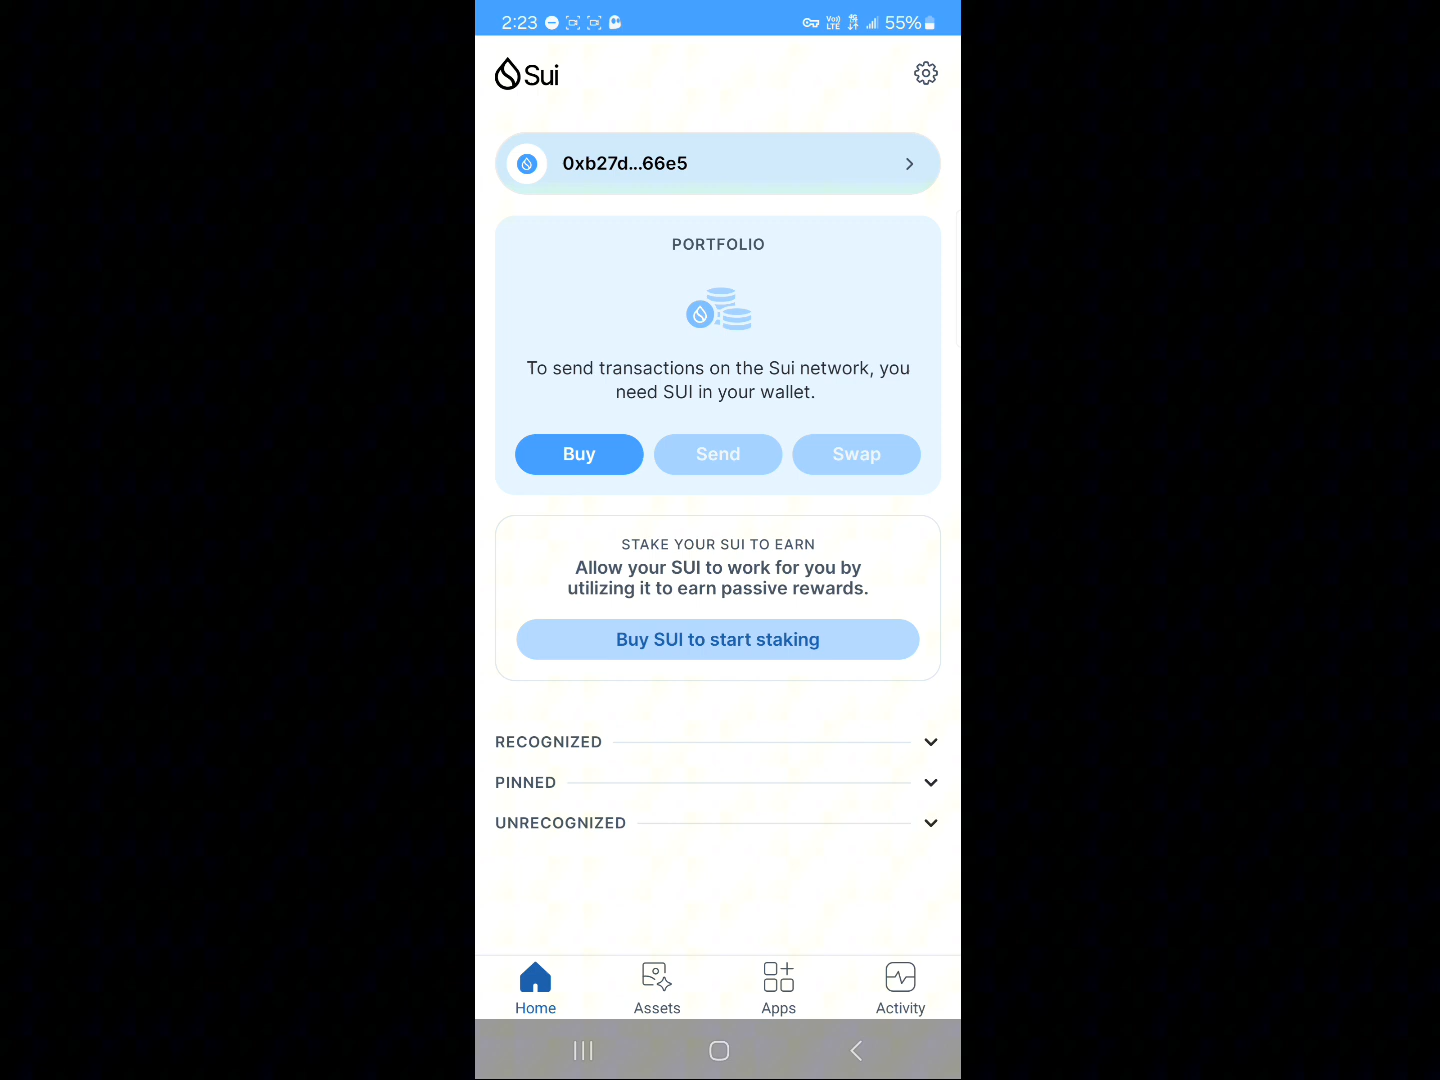 2:23 VoLTE 55%
Sui
0xb27d...66e5
PORTFOLIO
To send transactions on the Sui network, you
need SUI in your wallet.
Buy Send Swap
STAKE YOUR SUI TO EARN
Allow your SUI to work for you by
utilizing it to earn passive rewards.
Buy SUI to start staking
RECOGNIZED
PINNED
UNRECOGNIZED
Home Assets Apps Activity